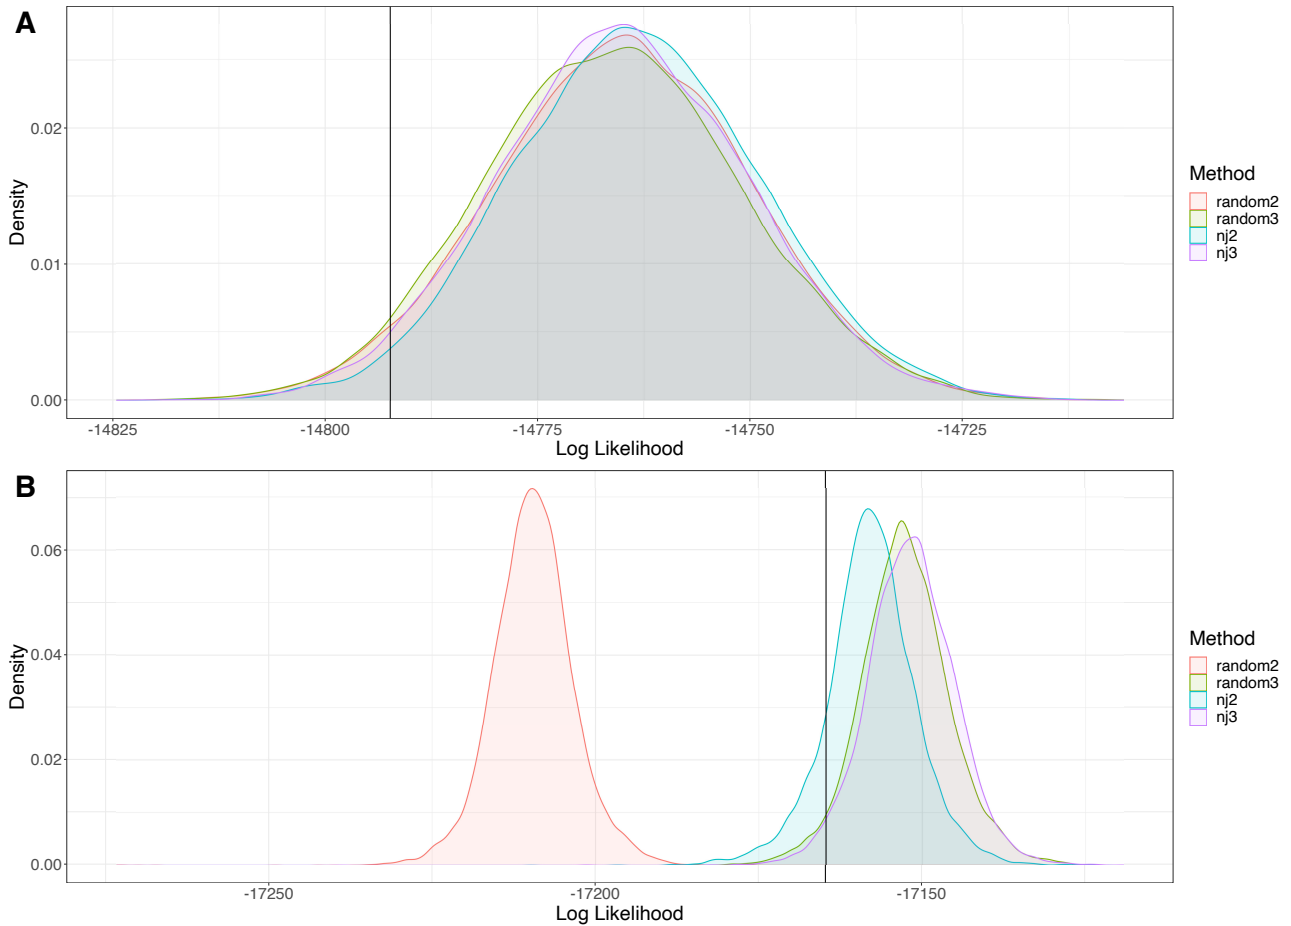 A
Density
0.02
0.01
0.00
-14825 -14800 -14775 -14750 -14725
Log Likelihood
Method
random2
random3
nj2
nj3
B
Density
0.06
0.04
0.02
0.00
-17250 -17200 -17150
Log Likelihood
Method
random2
random3
nj2
nj3